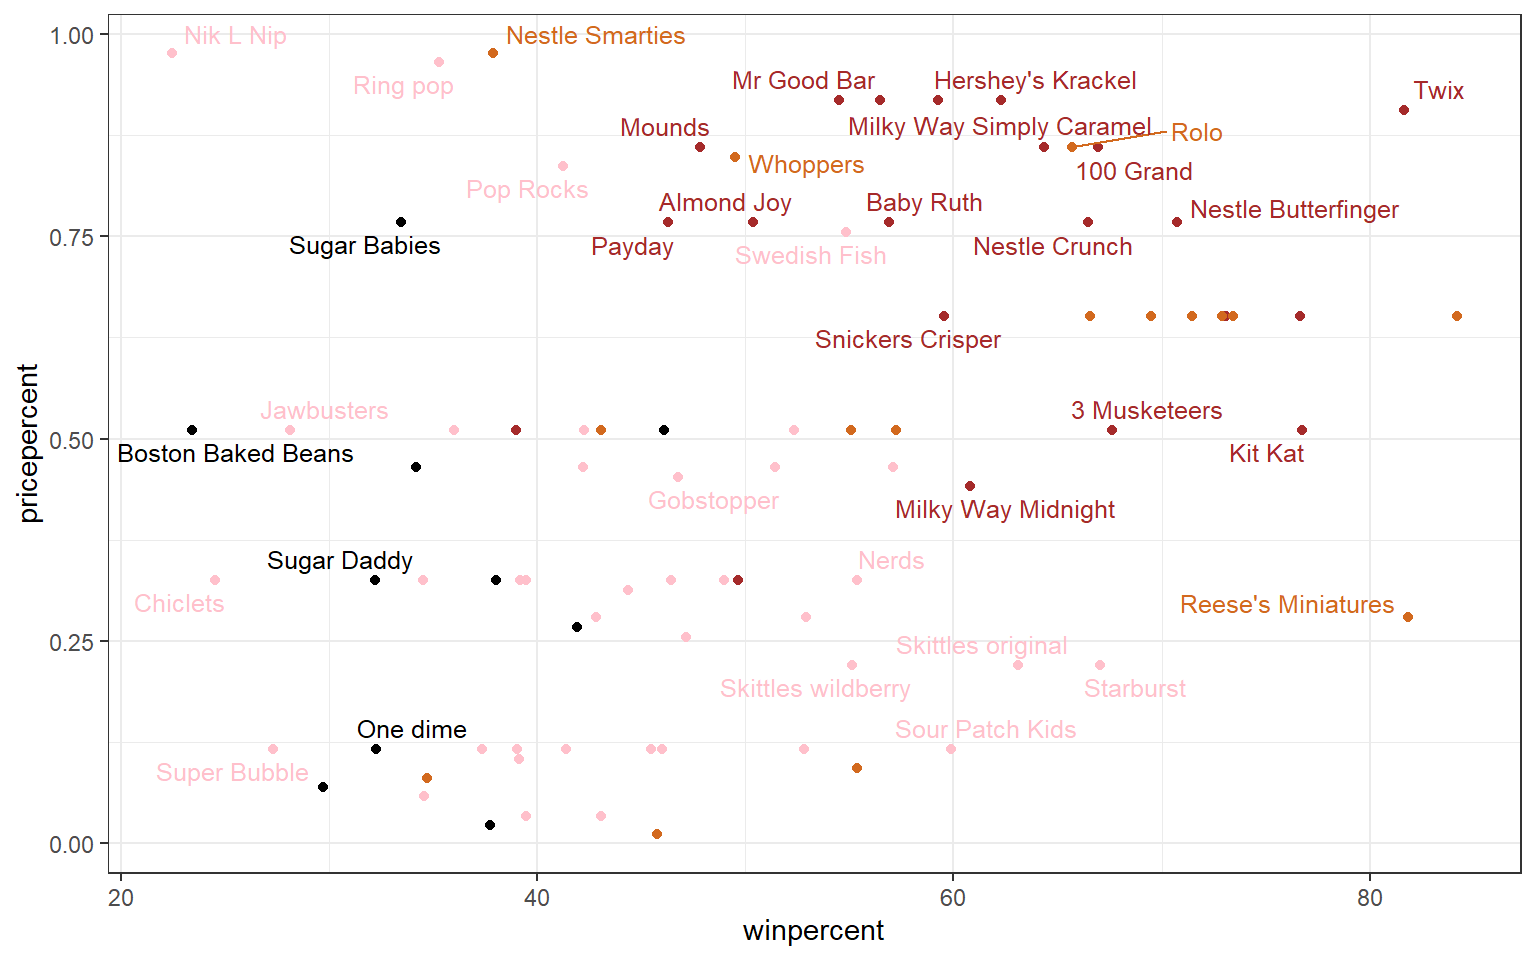 Nik L Nip
Nestle Smarties
Ring pop
Mr Good Bar
Hershey's Krackel
Twix
Mounds
Milky Way Simply Caramel
Rolo
Whoppers
100 Grand
Pop Rocks
Almond Joy
Baby Ruth
Nestle Butterfinger
Sugar Babies
Payday
Swedish Fish
Nestle Crunch
Snickers Crisper
Jawbusters
3 Musketeers
Boston Baked Beans
Kit Kat
Gobstopper
Milky Way Midnight
Sugar Daddy
Nerds
Chiclets
Reese's Miniatures
Skittles original
Skittles wildberry
Starburst
One dime
Sour Patch Kids
Super Bubble
1.00
0.75
0.50
0.25
0.00
pricepercent
20
40
60
80
winpercent